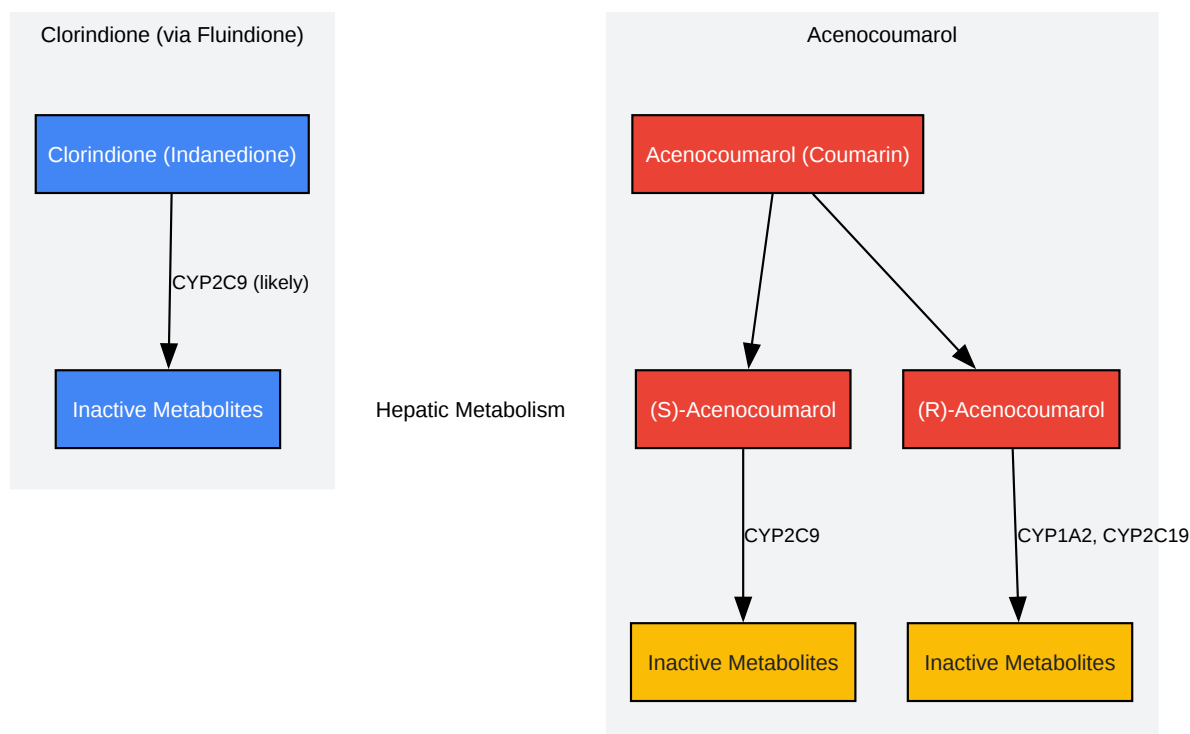 Clorindione (via Fluindione)
Clorindione (Indanedione)
CYP2C9 (likely)
Inactive Metabolites
Hepatic Metabolism
Acenocoumarol
Acenocoumarol (Coumarin)
(S)-Acenocoumarol
(R)-Acenocoumarol
CYP2C9
CYP1A2, CYP2C19
Inactive Metabolites
Inactive Metabolites